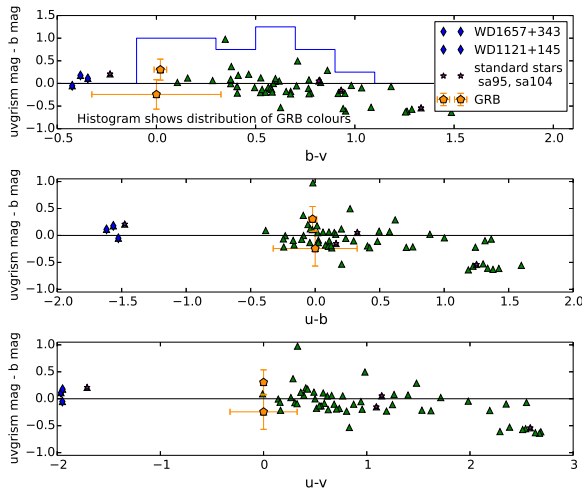 1.5
1.0
0.5
0.0
−0.5
−1.0
uvgrism mag - b mag
WD1657+343
WD1121+145
standard stars
sa95, sa104
GRB
Histogram shows distribution of GRB colours
−0.5 0.0 0.5 1.0 1.5 2.0
b-v
1.0
0.5
0.0
−0.5
−1.0
uvgrism mag - b mag
−2.0 −1.5 −1.0 −0.5 0.0 0.5 1.0 1.5 2.0
u-b
1.0
0.5
0.0
−0.5
−1.0
uvgrism mag - b mag
−2 −1 0 1 2 3
u-v